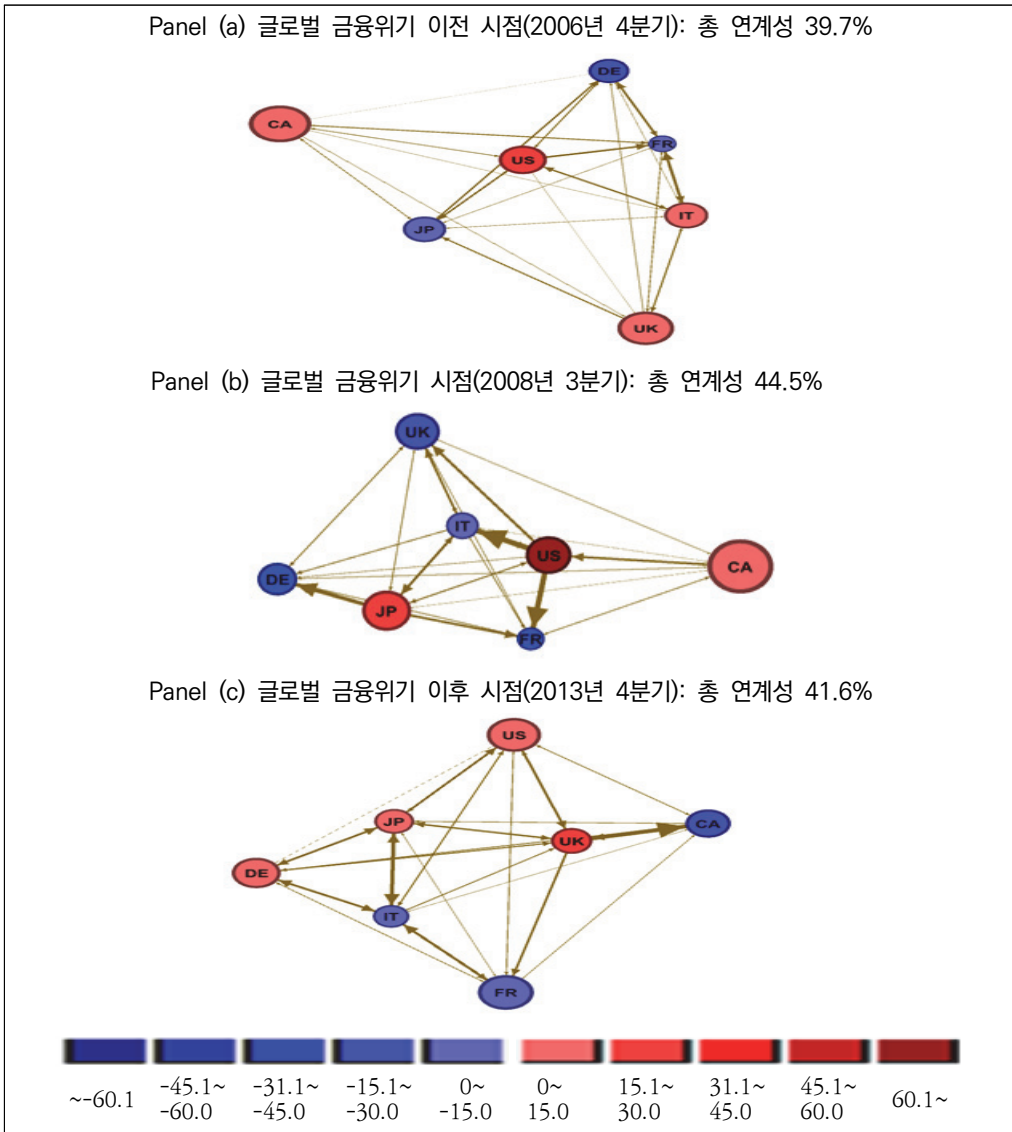 Panel (a) 글로벌 금융위기 이전 시점(2006년 4분기): 총 연계성 39.7%
DE
CA
FR
US
IT
JP
UK
Panel (b) 글로벌 금융위기 시점(2008년 3분기): 총 연계성 44.5%
UK
IT
US
CA
DE
JP
FR
Panel (c) 글로벌 금융위기 이후 시점(2013년 4분기): 총 연계성 41.6%
US
JP
CA
UK
DE
IT
FR
~-60.1 -45.1~ -31.1~ -15.1~ 0~ 0~ 15.1~ 31.1~ 45.1~ 60.1~
-60.0 -45.0 -30.0 -15.0 15.0 30.0 45.0 60.0